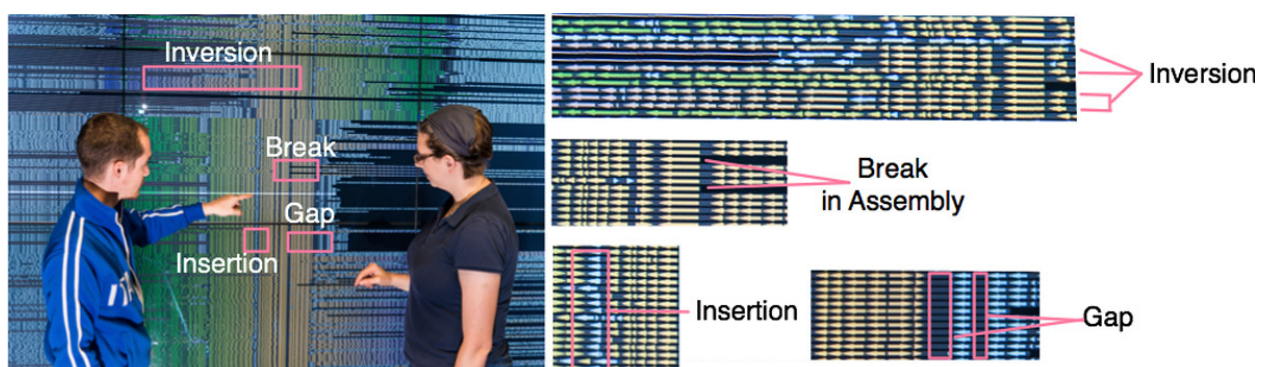 Inversion
Break
Gap
Insertion
Inversion
Break
in Assembly
Insertion
Gap